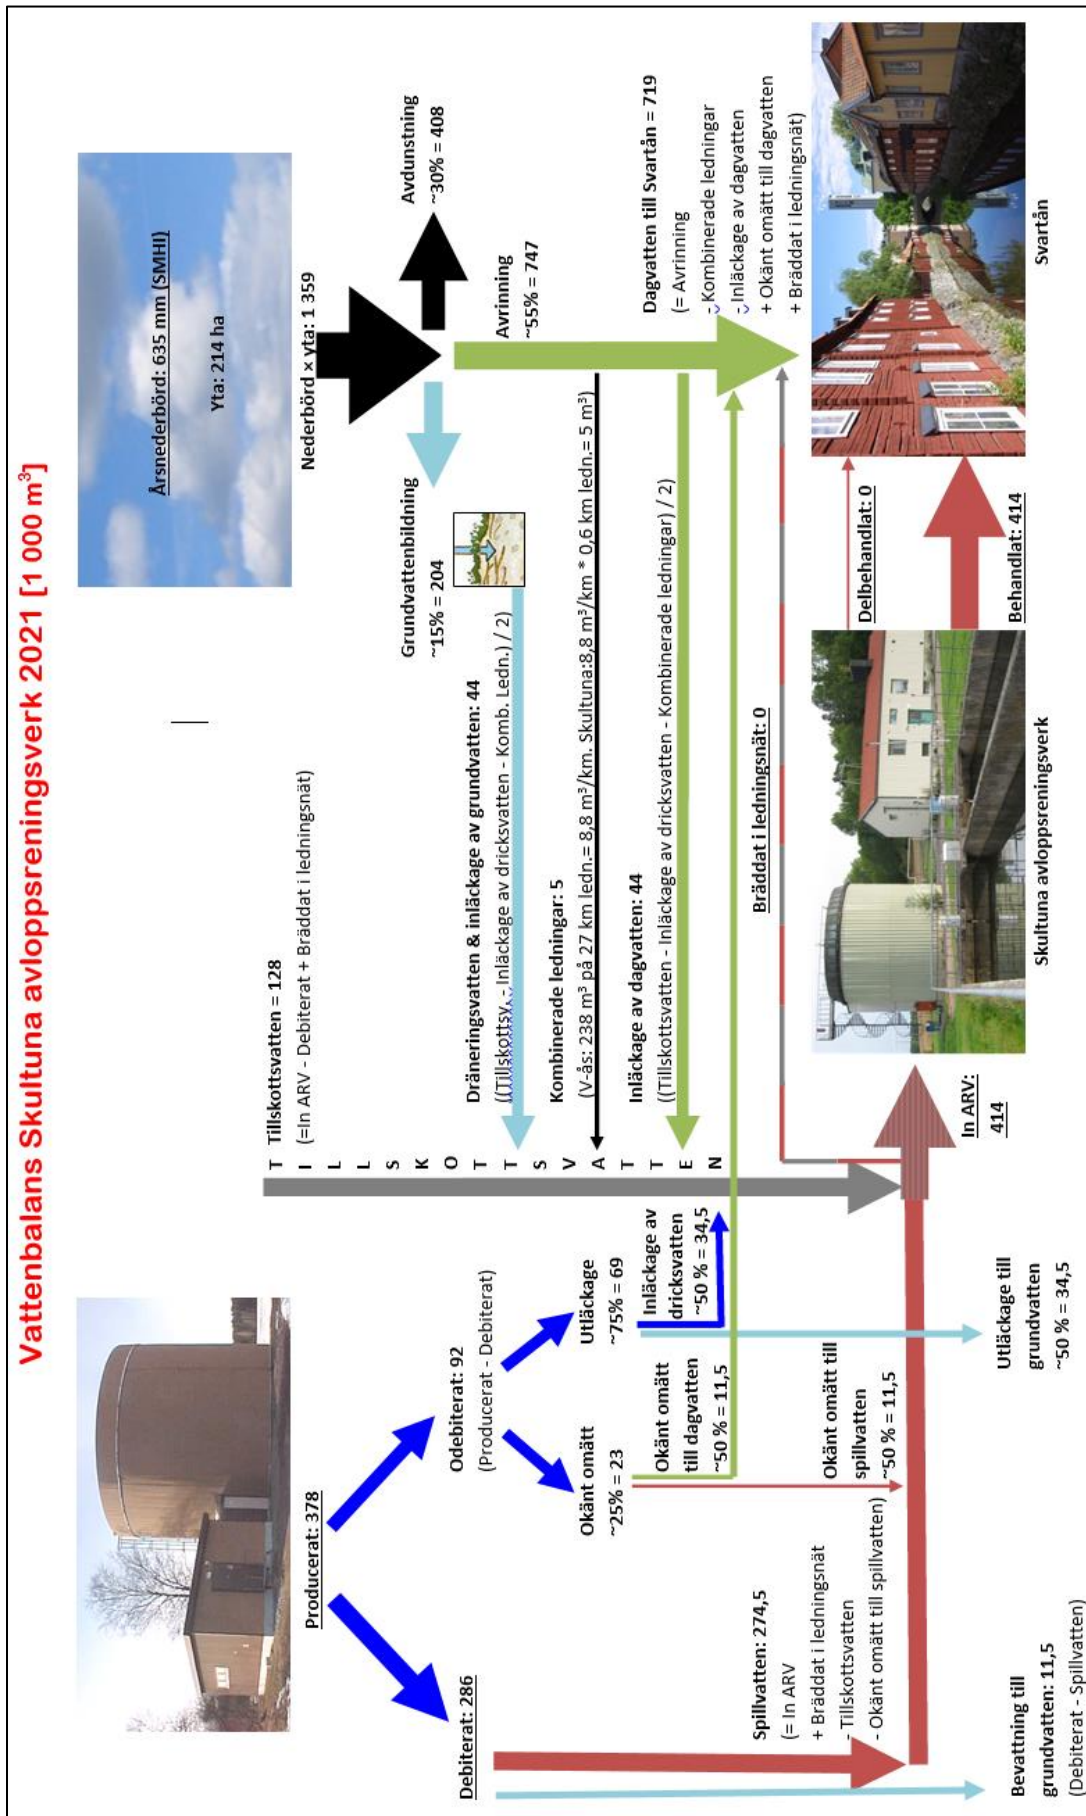 Vattenbalans Skultuna avloppsreningsverk 2021 [1 000 m³]
Producerat: 378
Debiterat: 286
Odebiterat: 92
(Producerat - Debiterat)
Okänt omätt
~25% = 23
Utläckage
~75% = 69
Okänt omätt
till dagvatten
~50 % = 11,5
Inläckage av
dricksvatten
~50 % = 34,5
Okänt omätt till
spillvatten
~50 % = 11,5
Spillvatten: 274,5
(= In ARV
+ Bräddat i ledningsnät
- Tillskottsvatten
- Okänt omätt till spillvatten)
Bevattning till
grundvatten: 11,5
(Debiterat - Spillvatten)
Utläckage till
grundvatten
~50 % = 34,5
Tillskottsvatten = 128
(=In ARV - Debiterat + Bräddat i ledningsnät)
T
I
L
L
S
K
O
T
T
S
V
A
T
T
E
N
Årsnederbörd: 635 mm (SMHI)
Yta: 214 ha
Nederbörd × yta: 1 359
Grundvattenbildning
~15% = 204
Avdunstning
~30% = 408
Avrinning
~55% = 747
Dräneringsvatten & inläckage av grundvatten: 44
((Tillskottsv. - Inläckage av dricksvatten - Komb. Ledn.) / 2)
Kombinerade ledningar: 5
(V-ås: 238 m³ på 27 km ledn.= 8,8 m³/km. Skultuna:8,8 m³/km * 0,6 km ledn.= 5 m³)
Inläckage av dagvatten: 44
((Tillskottsvatten - Inläckage av dricksvatten - Kombinerade ledningar) / 2)
Dagvatten till Svartån = 719
(= Avrinning
- Kombinerade ledningar
- Inläckage av dagvatten
+ Okänt omätt till dagvatten
+ Bräddat i ledningsnät)
Bräddat i ledningsnät: 0
In ARV:
414
Delbehandlat: 0
Behandlat: 414
Skultuna avloppsreningsverk
Svartån